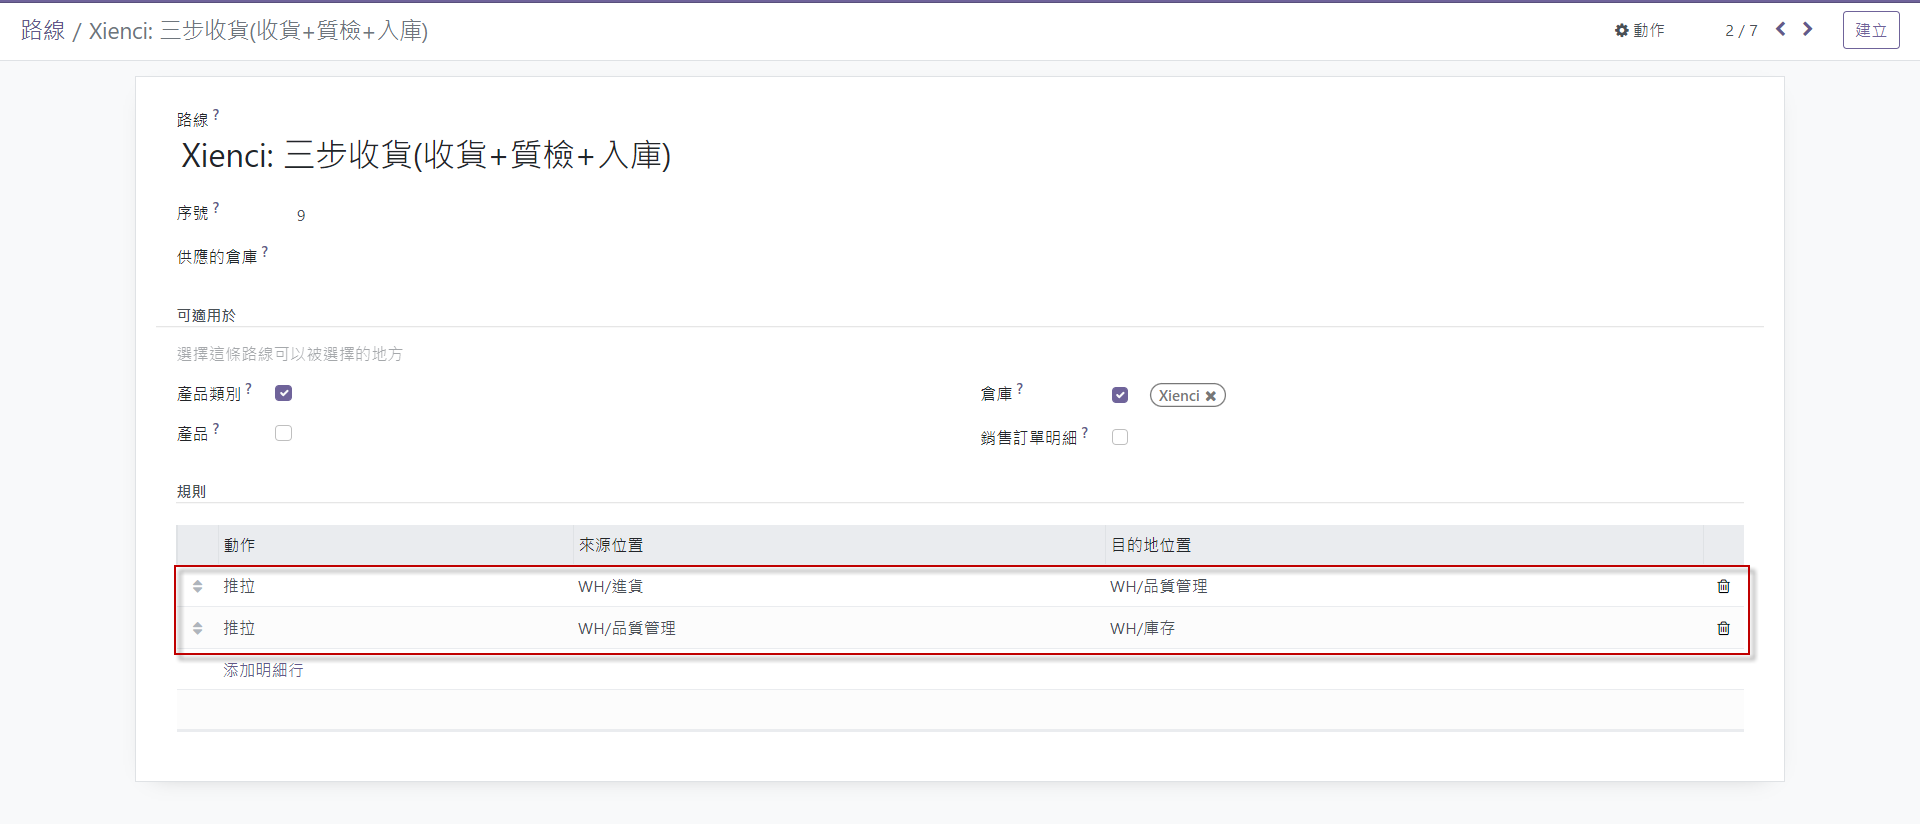 路線 / Xienci: 三步收貨(收貨+質檢+入庫)
動作
2 / 7
建立
路線 ?
Xienci: 三步收貨(收貨+質檢+入庫)
序號 ? 9
供應的倉庫 ?
可適用於
選擇這條路線可以被選擇的地方
產品類別 ?
倉庫 ? Xienci
產品 ?
銷售訂單明細 ?
規則
動作 來源位置 目的地位置
推拉 WH/進貨 WH/品質管理
推拉 WH/品質管理 WH/庫存
添加明細行